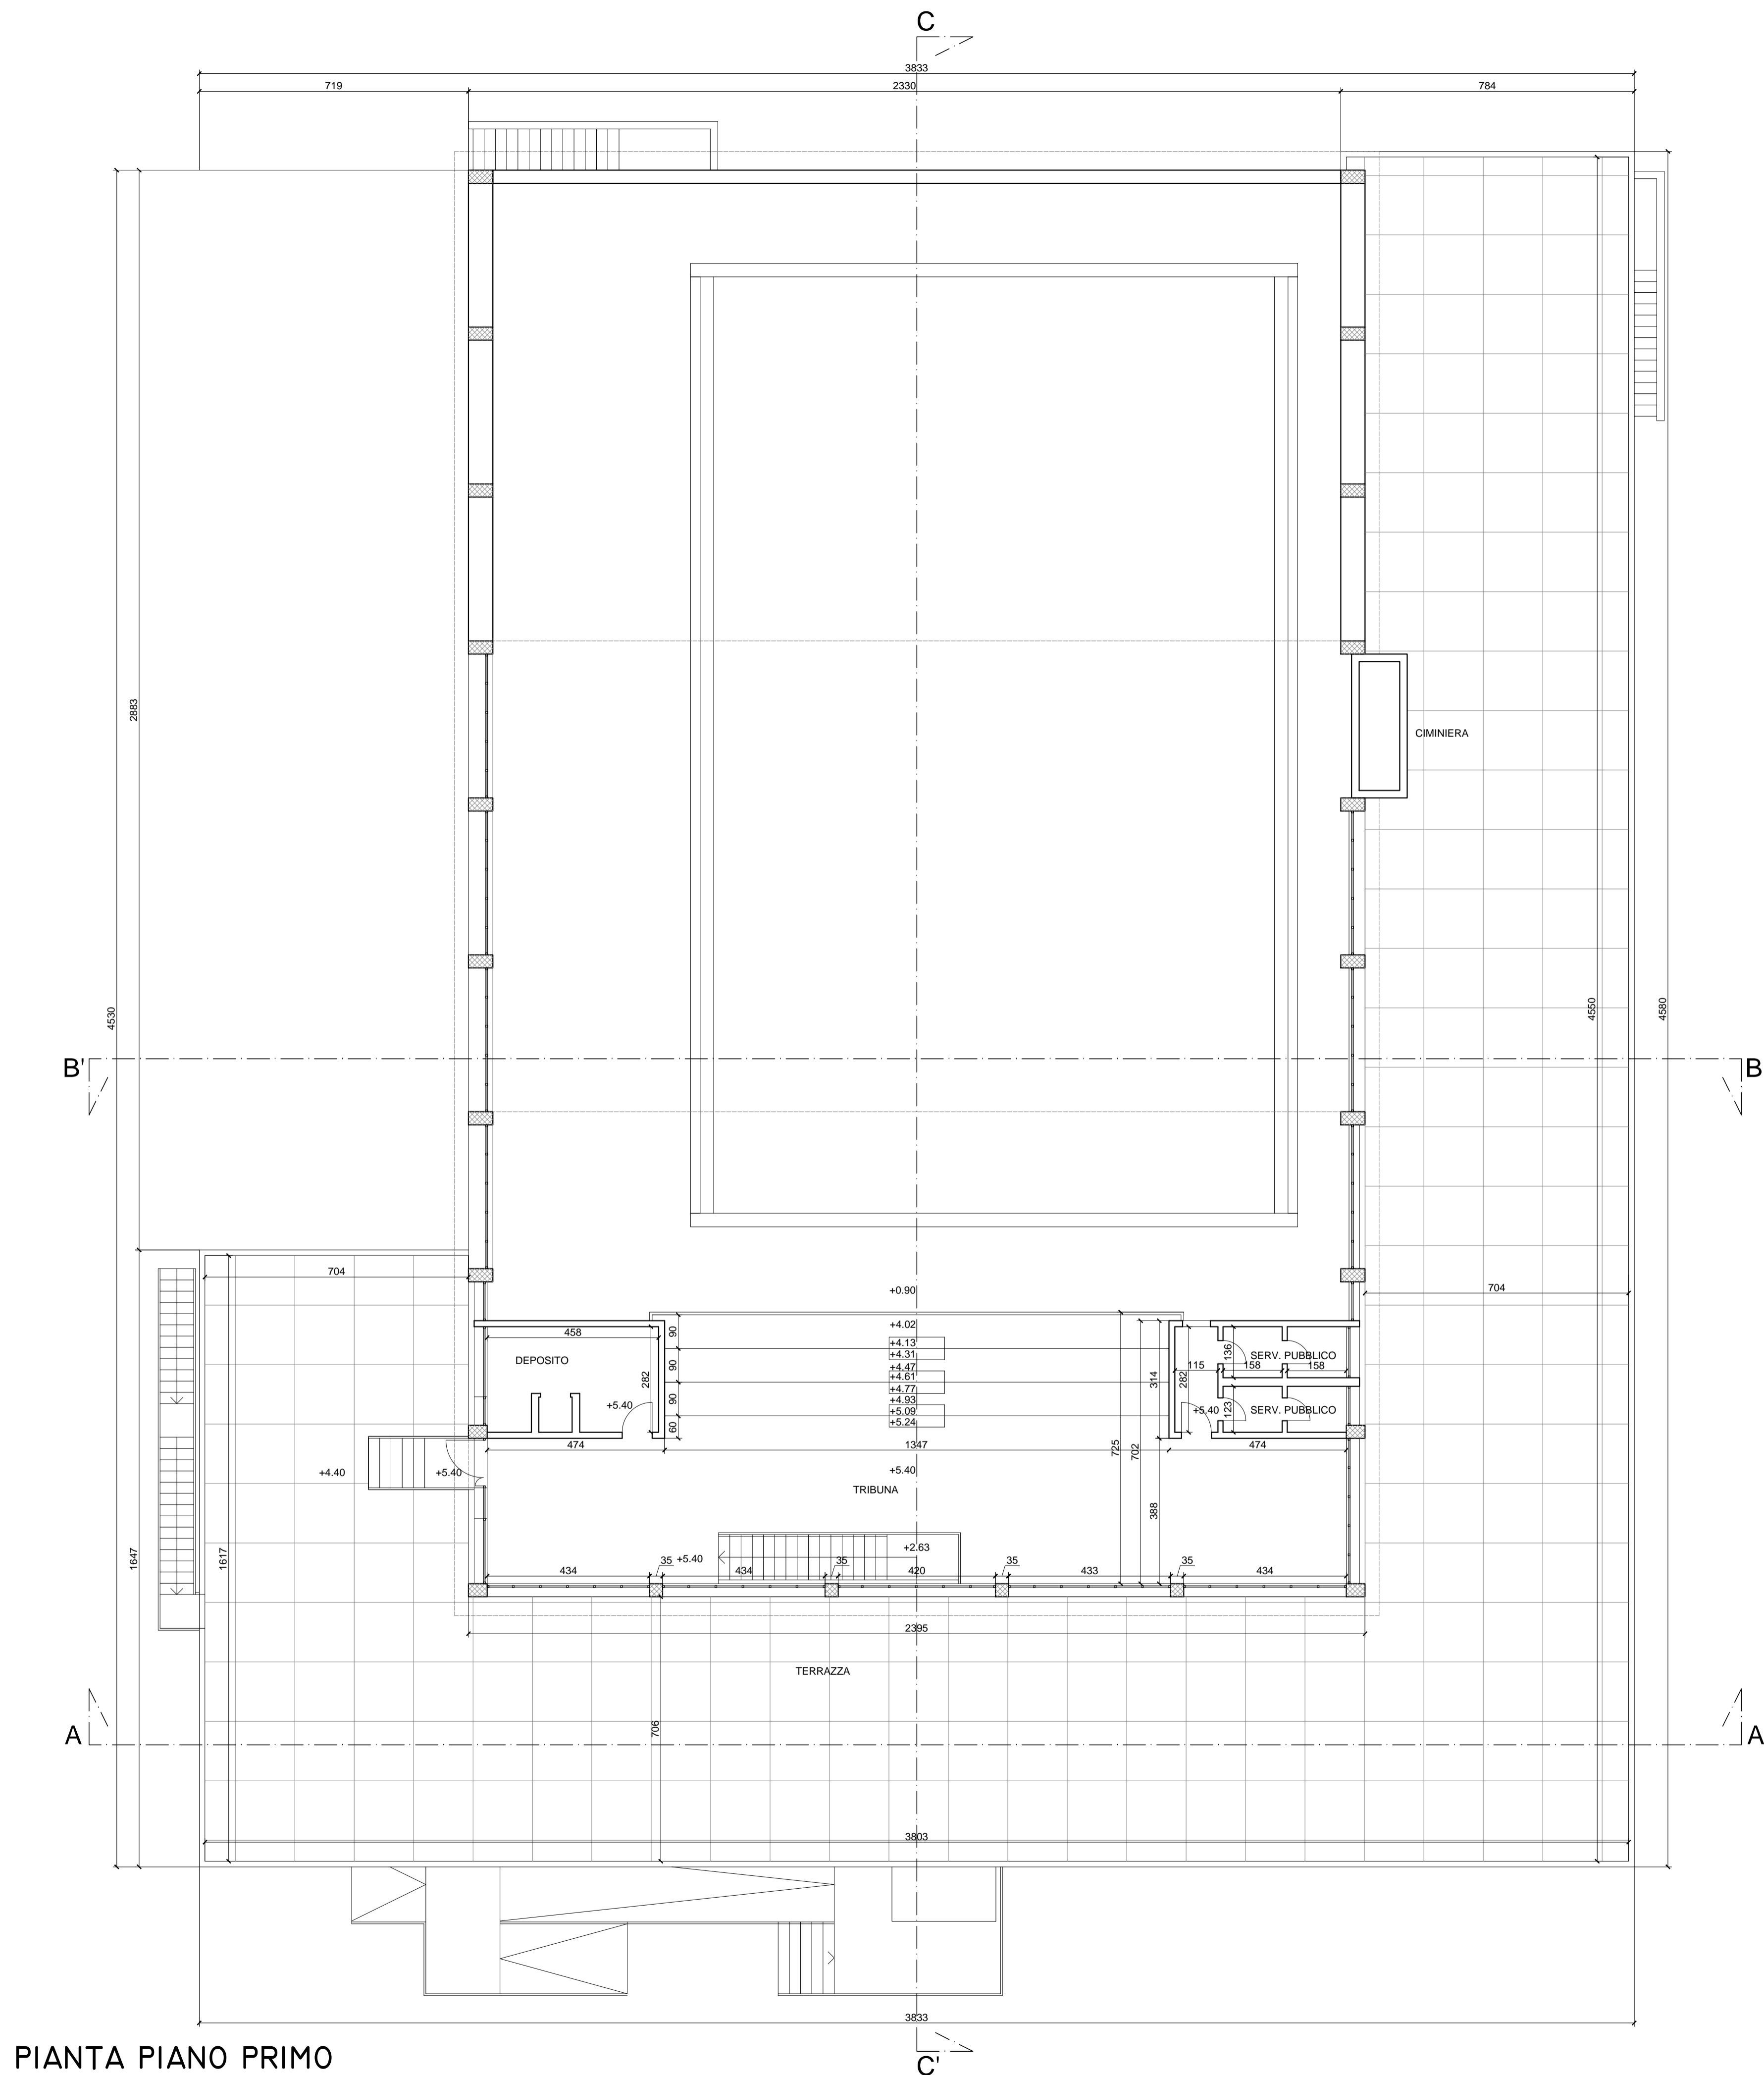 C
3833
719 2330 784
2883
CIMINIERA
4530
4550
4580
B' B
704
+0.90
704
+4.02
90
458
+4.13
136
DEPOSITO
+4.31
SERV. PUBBLICO
90
+4.47
115 158 158
282
+4.61
314
282
+4.77
90
+4.93
+5.40
+5.09
123
+5.40
SERV. PUBBLICO
60
+5.24
474 1347 474
725
702
+4.40
+5.40
+5.40
TRIBUNA
388
1647
1617
+2.63
+5.40
35 35 35 35
434 434 420 433 434
2395
TERRAZZA
706
A A
3803
3833
PIANTA PIANO PRIMO
C'